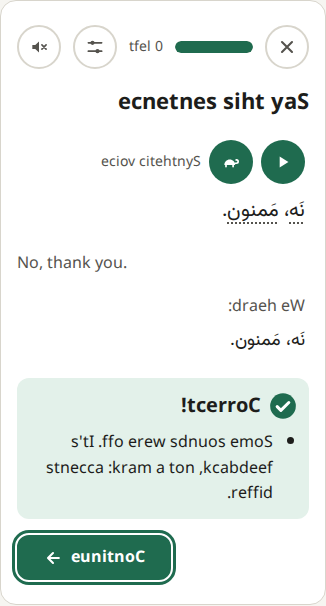 tfel 0
ecnetnes siht yaS
eciov citehtnyS
نَه، مَمنون.
No, thank you.
:draeh eW
نَه، مَمنون.
!tcerroC
s'tI .ffo erew sdnuos emoS
stnecca :kram a ton ,kcabdeef
.reffid
eunitnoC